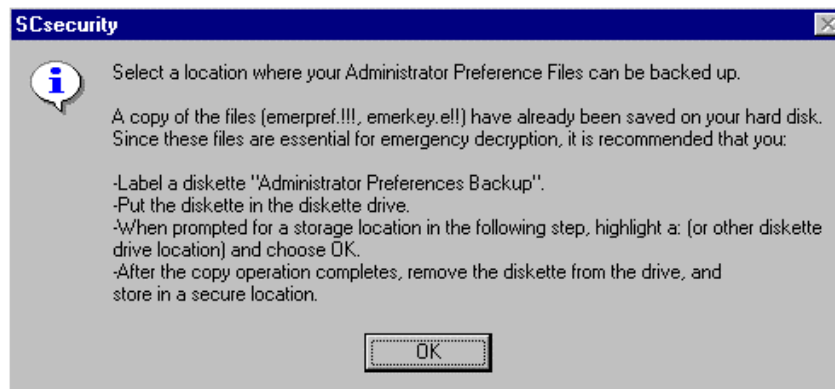 SCsecurity
Select a location where your Administrator Preference Files can be backed up.
A copy of the files (emerpref.!!!, emerkey.e!!) have already been saved on your hard disk.
Since these files are essential for emergency decryption, it is recommended that you:
-Label a diskette "Administrator Preferences Backup".
-Put the diskette in the diskette drive.
-When prompted for a storage location in the following step, highlight a: (or other diskette
drive location) and choose OK.
-After the copy operation completes, remove the diskette from the drive, and
store in a secure location.
OK